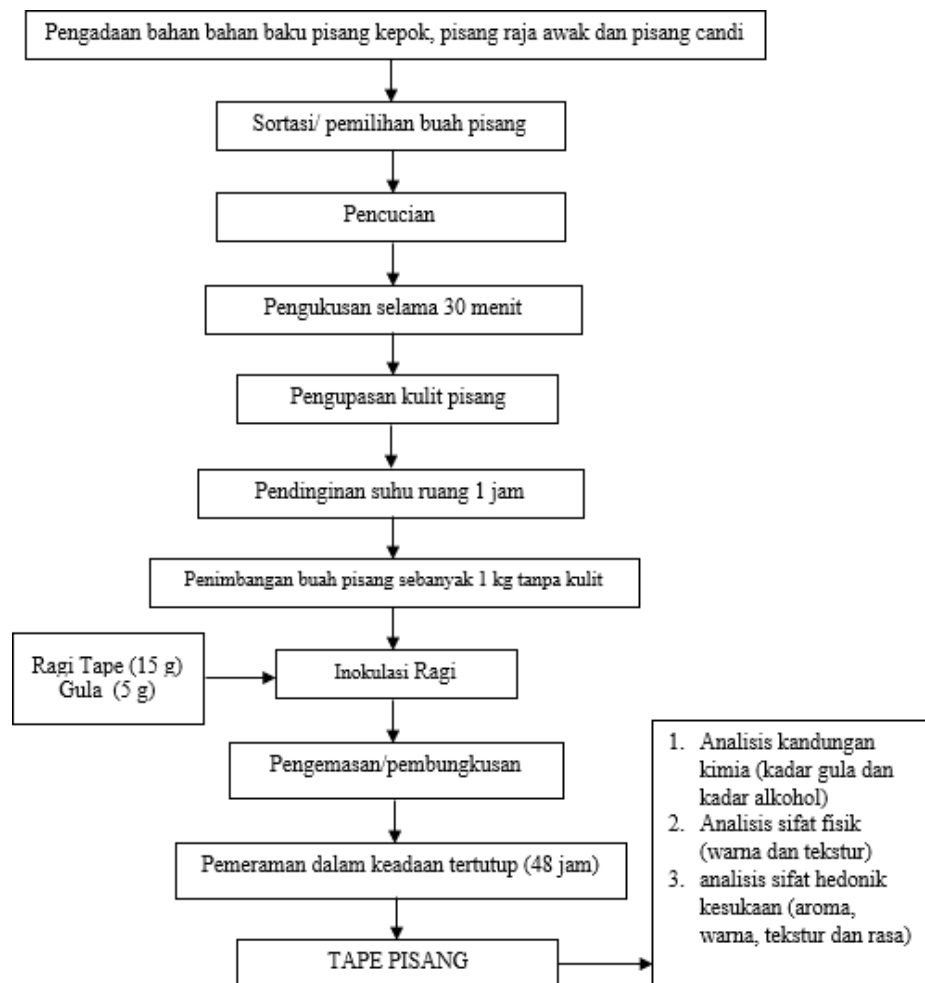 Pengadaan bahan bahan baku pisang kepok, pisang raja awak dan pisang candi
Sortasi/ pemilihan buah pisang
Pencucian
Pengukusan selama 30 menit
Pengupasan kulit pisang
Pendinginan suhu ruang 1 jam
Penimbangan buah pisang sebanyak 1 kg tanpa kulit
Ragi Tape (15 g)
Gula (5 g)
Inokulasi Ragi
Pengemasan/pembungkusan
Pemeraman dalam keadaan tertutup (48 jam)
TAPE PISANG
1. Analisis kandungan
kimia (kadar gula dan
kadar alkohol)
2. Analisis sifat fisik
(warna dan tekstur)
3. analisis sifat hedonik
kesukaan (aroma,
warna, tekstur dan rasa)